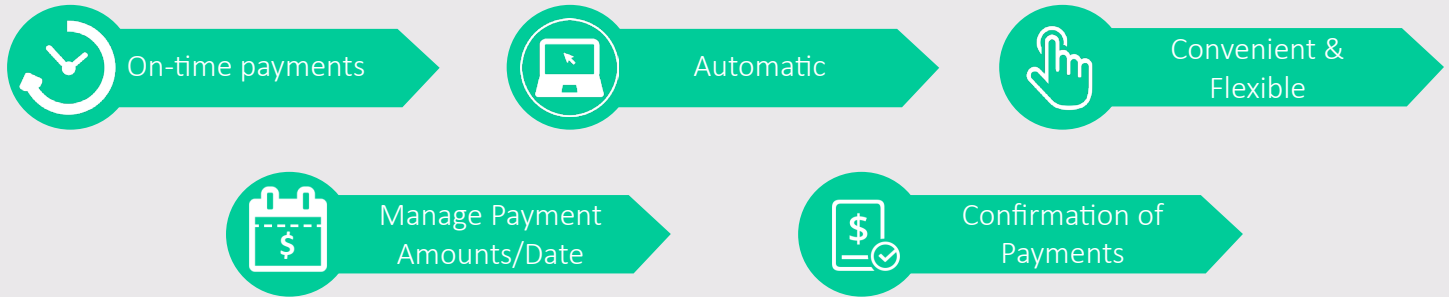 On-time payments
Automatic
Convenient &
Flexible
Manage Payment
Amounts/Date
$
Confirmation of
Payments
$